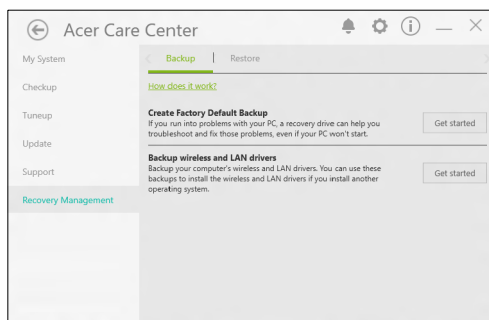 Acer Care Center
My System
Checkup
Tuneup
Update
Support
Recovery Management
Backup
Restore
How does it work?
Create Factory Default Backup
If you run into problems with your PC, a recovery drive can help you
troubleshoot and fix those problems, even if your PC won't start.
Get started
Backup wireless and LAN drivers
Backup your computer's wireless and LAN drivers. You can use these
backups to install the wireless and LAN drivers if you install another
operating system.
Get started